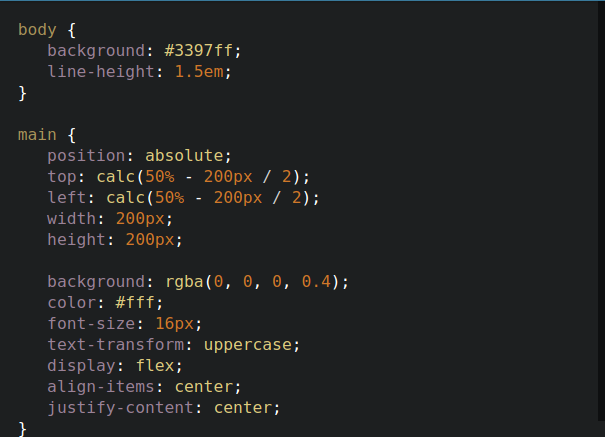 body {
   background: #3397ff;
   line-height: 1.5em;
}

main {
   position: absolute;
   top: calc(50% - 200px / 2);
   left: calc(50% - 200px / 2);
   width: 200px;
   height: 200px;

   background: rgba(0, 0, 0, 0.4);
   color: #fff;
   font-size: 16px;
   text-transform: uppercase;
   display: flex;
   align-items: center;
   justify-content: center;
}